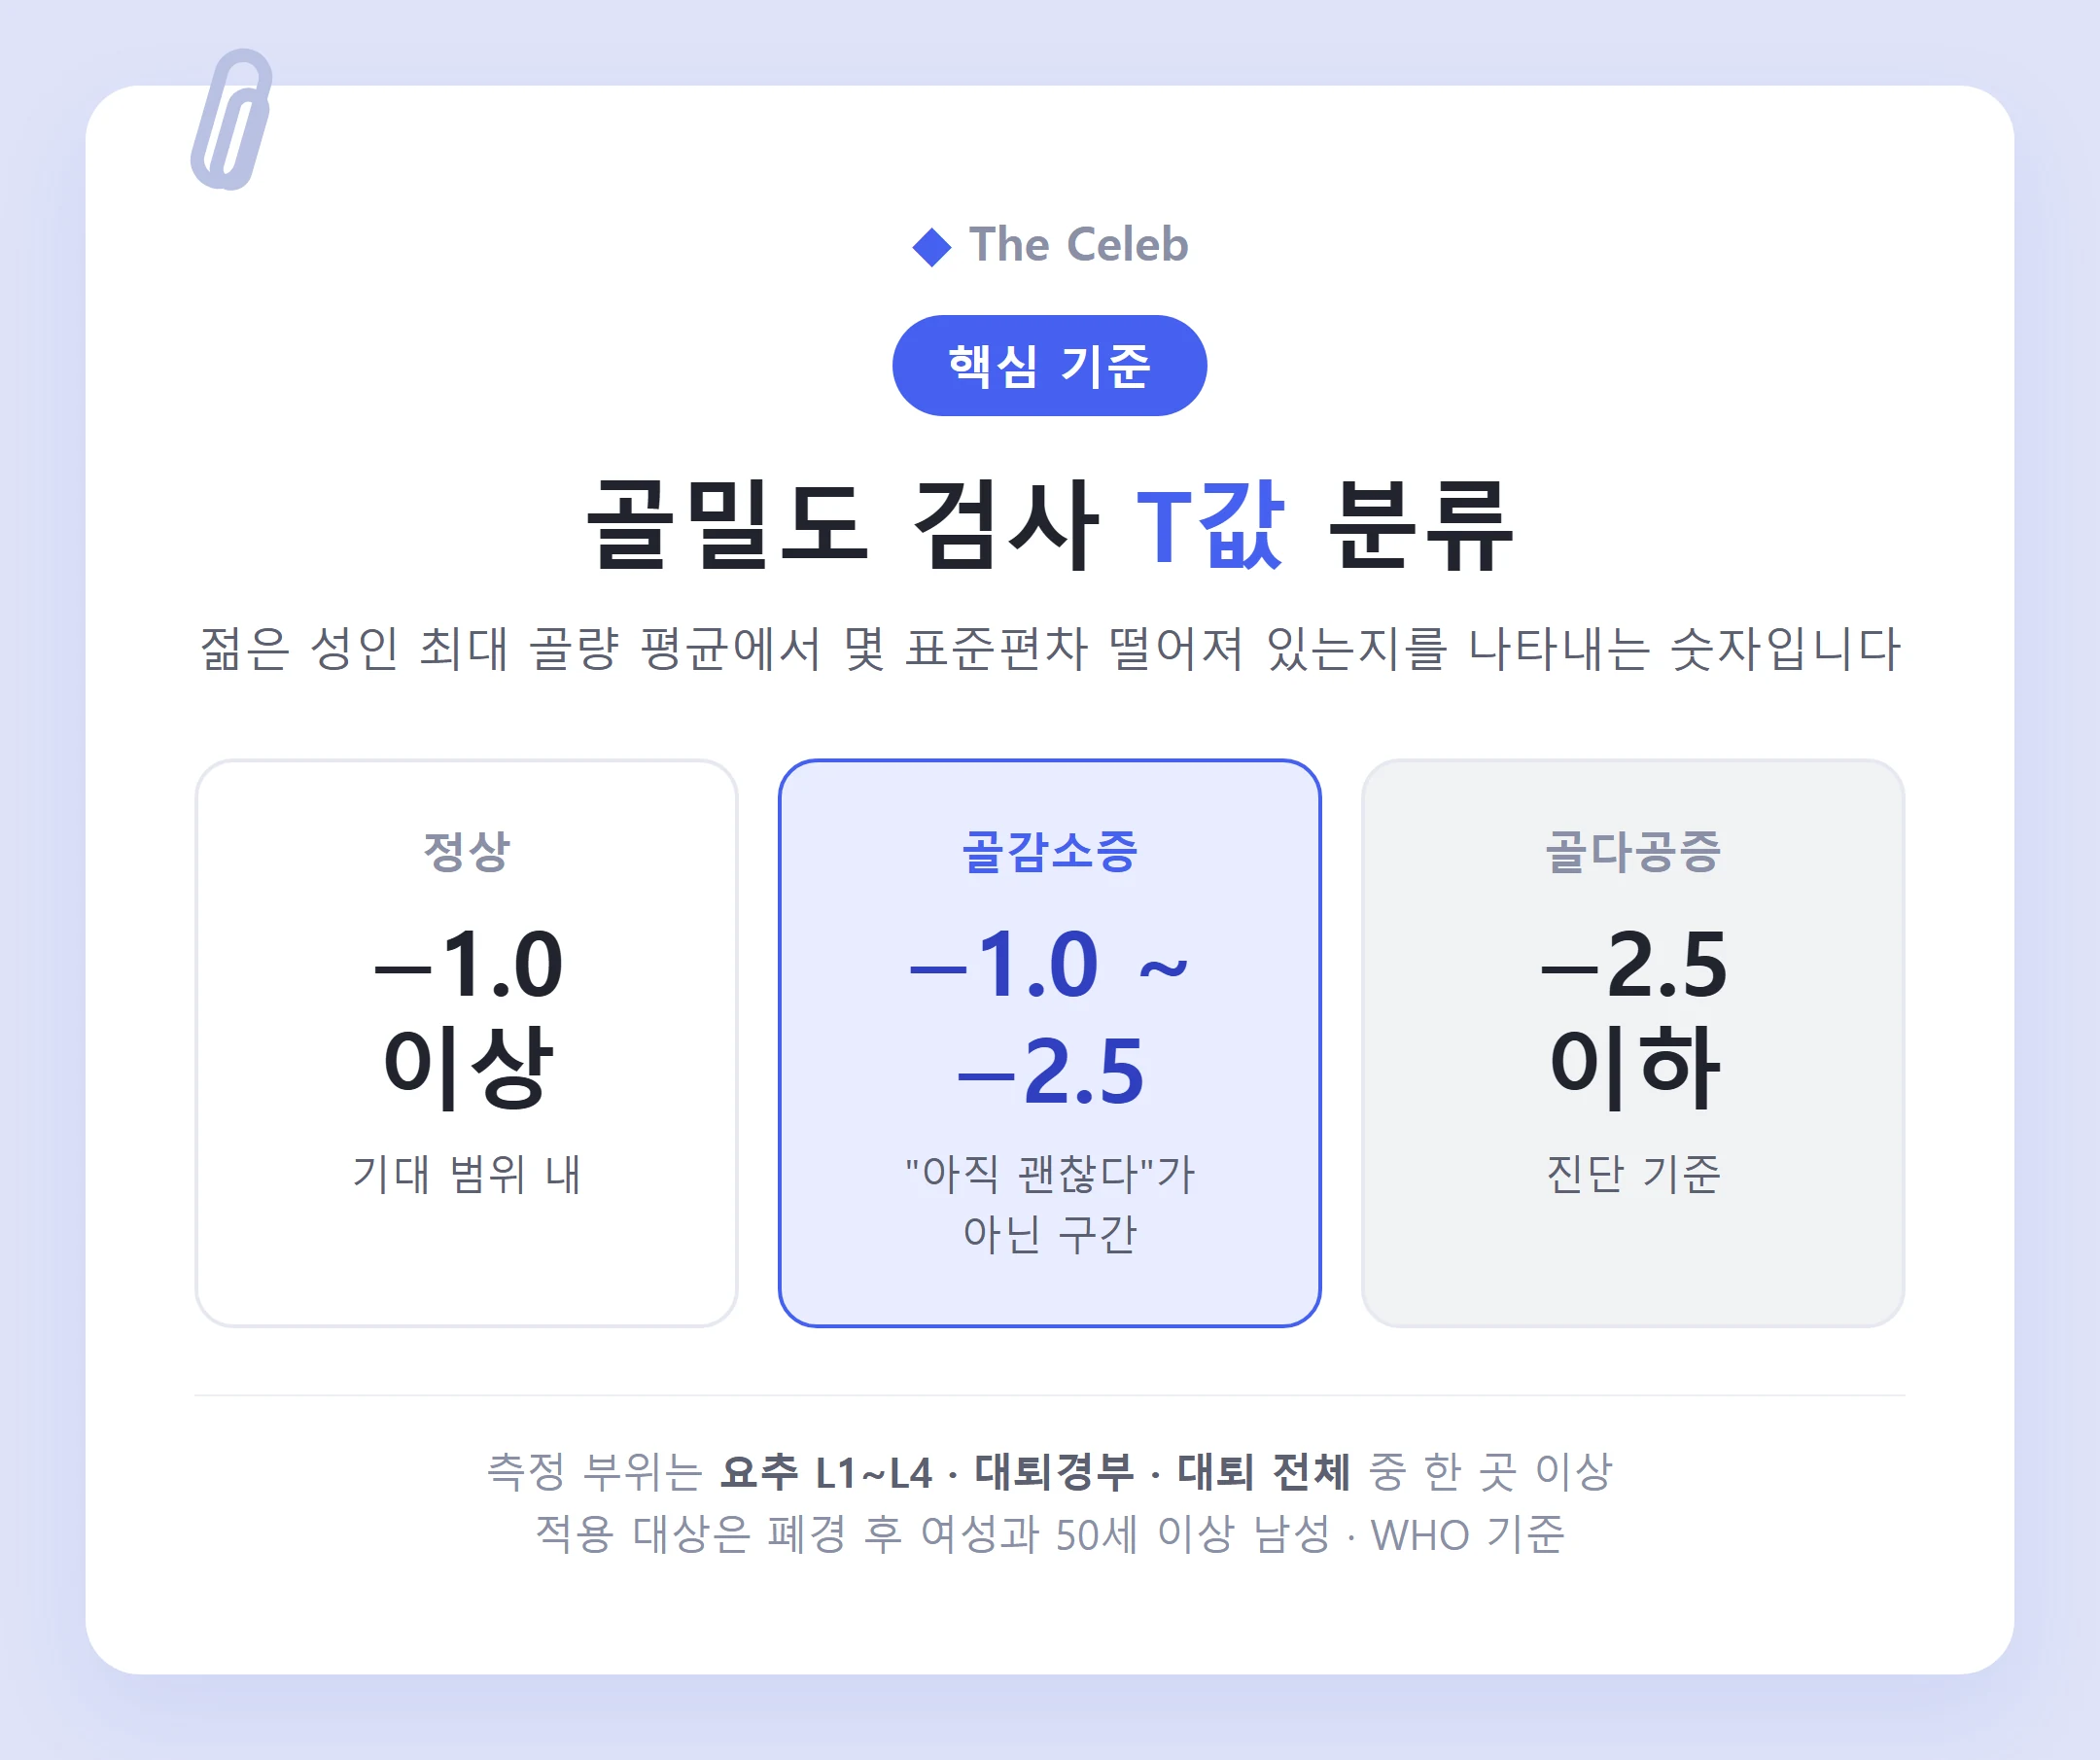 The Celeb
핵심 기준
골밀도 검사 T값 분류
젊은 성인 최대 골량 평균에서 몇 표준편차 떨어져 있는지를 나타내는 숫자입니다
정상
−1.0
이상
기대 범위 내
골감소증
−1.0 ~
−2.5
"아직 괜찮다"가
아닌 구간
골다공증
−2.5
이하
진단 기준
측정 부위는 요추 L1~L4 · 대퇴경부 · 대퇴 전체 중 한 곳 이상
적용 대상은 폐경 후 여성과 50세 이상 남성 · WHO 기준